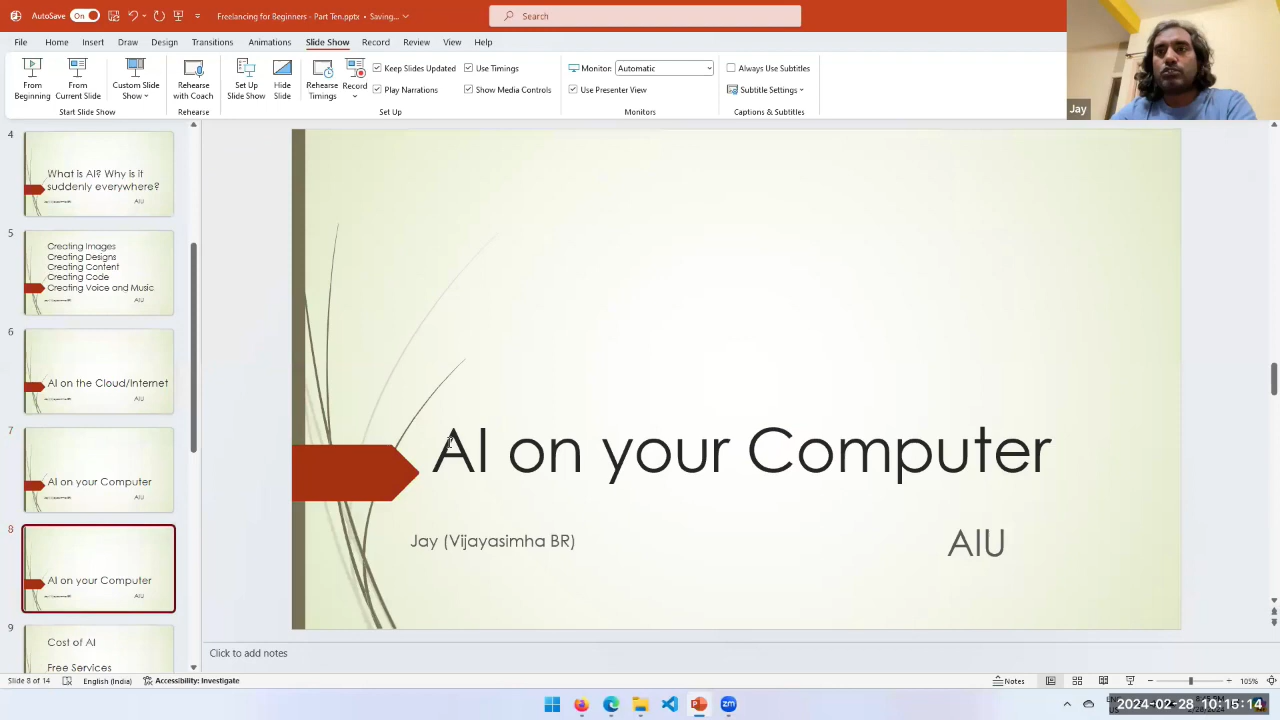 AutoSave On
Freelancing for Beginners - Part Ten.pptx • Saving...
Search
File Home Insert Draw Design Transitions Animations Slide Show Record Review View Help
From Beginning
From Current Slide
Custom Slide Show
Start Slide Show
Rehearse with Coach
Rehearse
Set Up Slide Show
Hide Slide
Rehearse Timings
Record
Keep Slides Updated
Use Timings
Play Narrations
Show Media Controls
Set Up
Monitor: Automatic
Use Presenter View
Monitors
Always Use Subtitles
Subtitle Settings
Captions & Subtitles
Jay
4
What is AI? Why is it
suddenly everywhere?
AIU
5
Creating Images
Creating Designs
Creating Content
Creating Code
Creating Voice and Music
AIU
6
AI on the Cloud/Internet
AIU
7
AI on your Computer
AIU
8
AI on your Computer
AIU
9
Cost of AI
Free Services
AI on your Computer
Jay (Vijayasimha BR)
AIU
Click to add notes
Slide 8 of 14
English (India)
Accessibility: Investigate
Notes
105%
2024-02-28 10:15:14